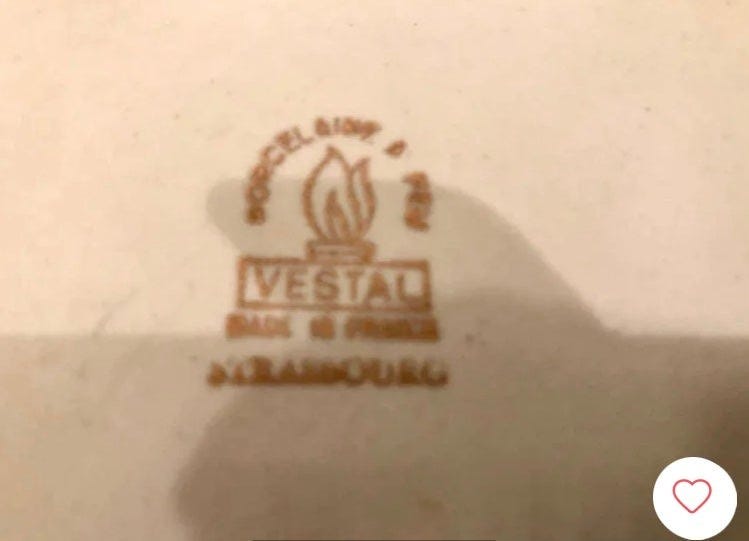 PORCELAINE A FEU
VESTAL
MADE IN FRANCE
STRASBOURG